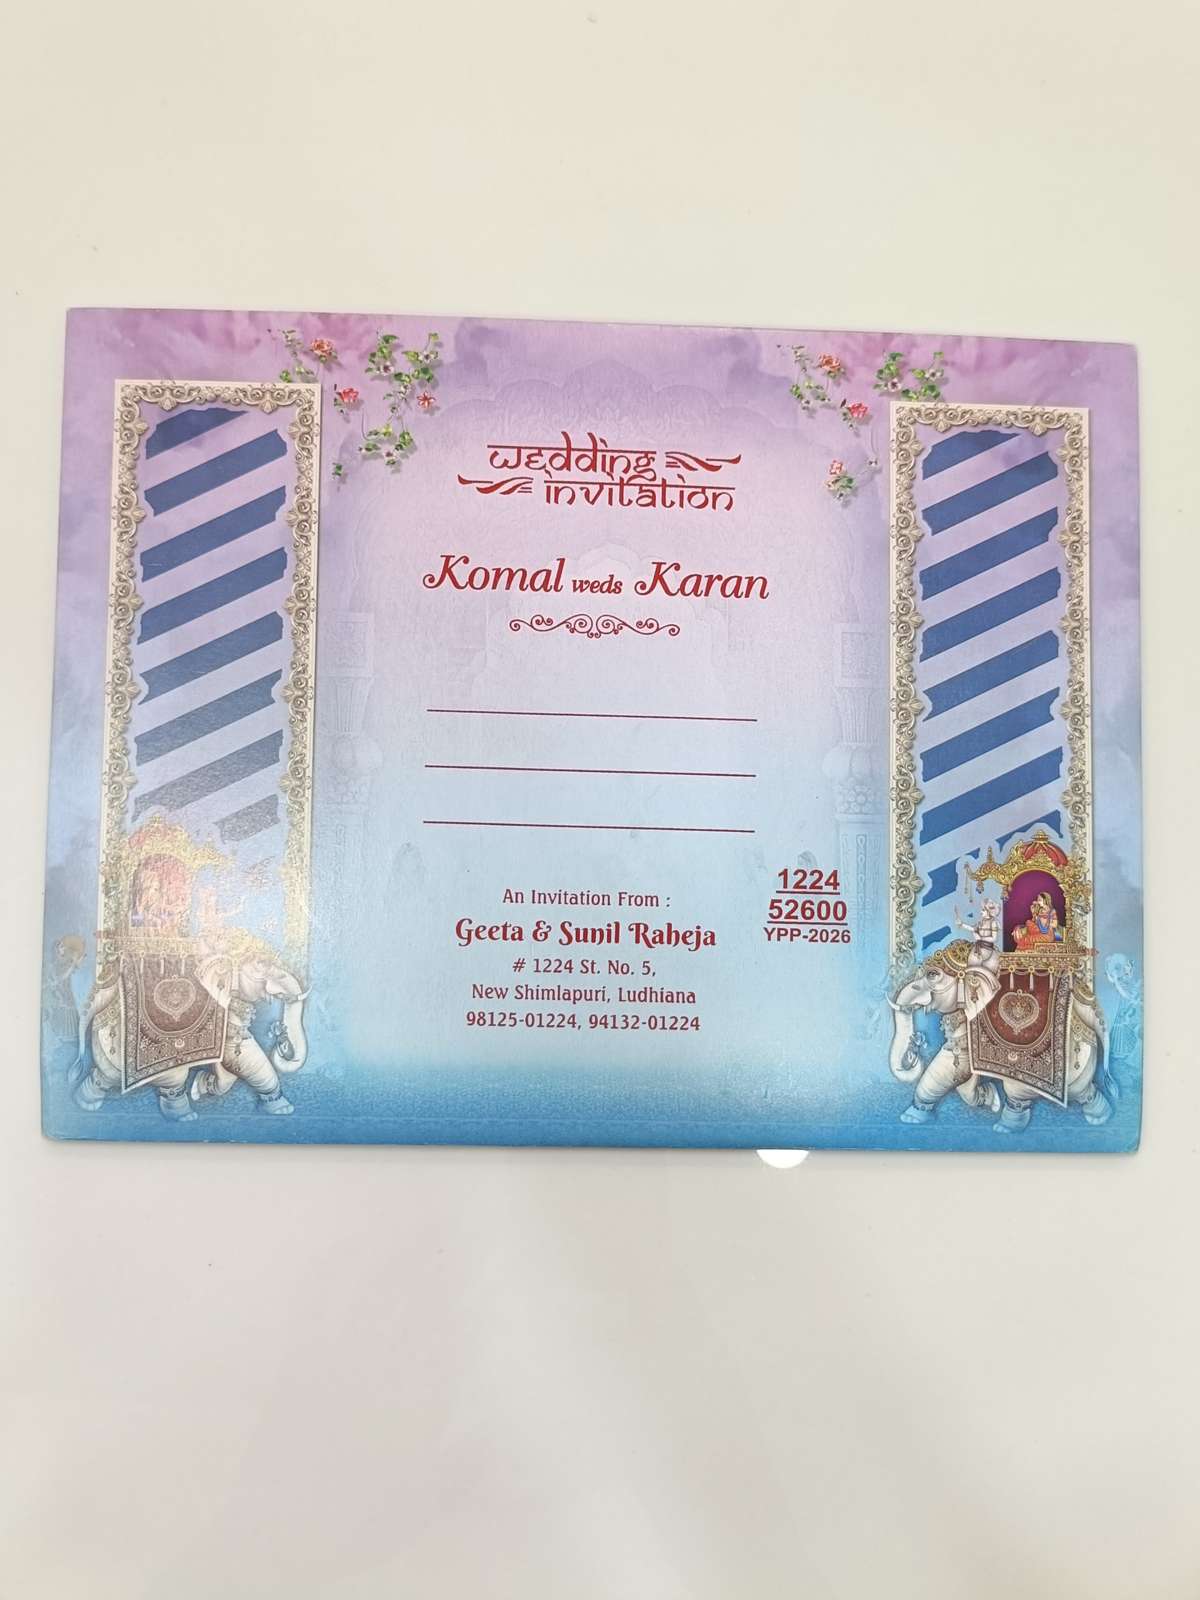 wedding
invitation
Komal weds Karan
An Invitation From :
Geeta & Sunil Raheja
# 1224 St. No. 5,
New Shimlapuri, Ludhiana
98125-01224, 94132-01224
1224
52600
YPP-2026